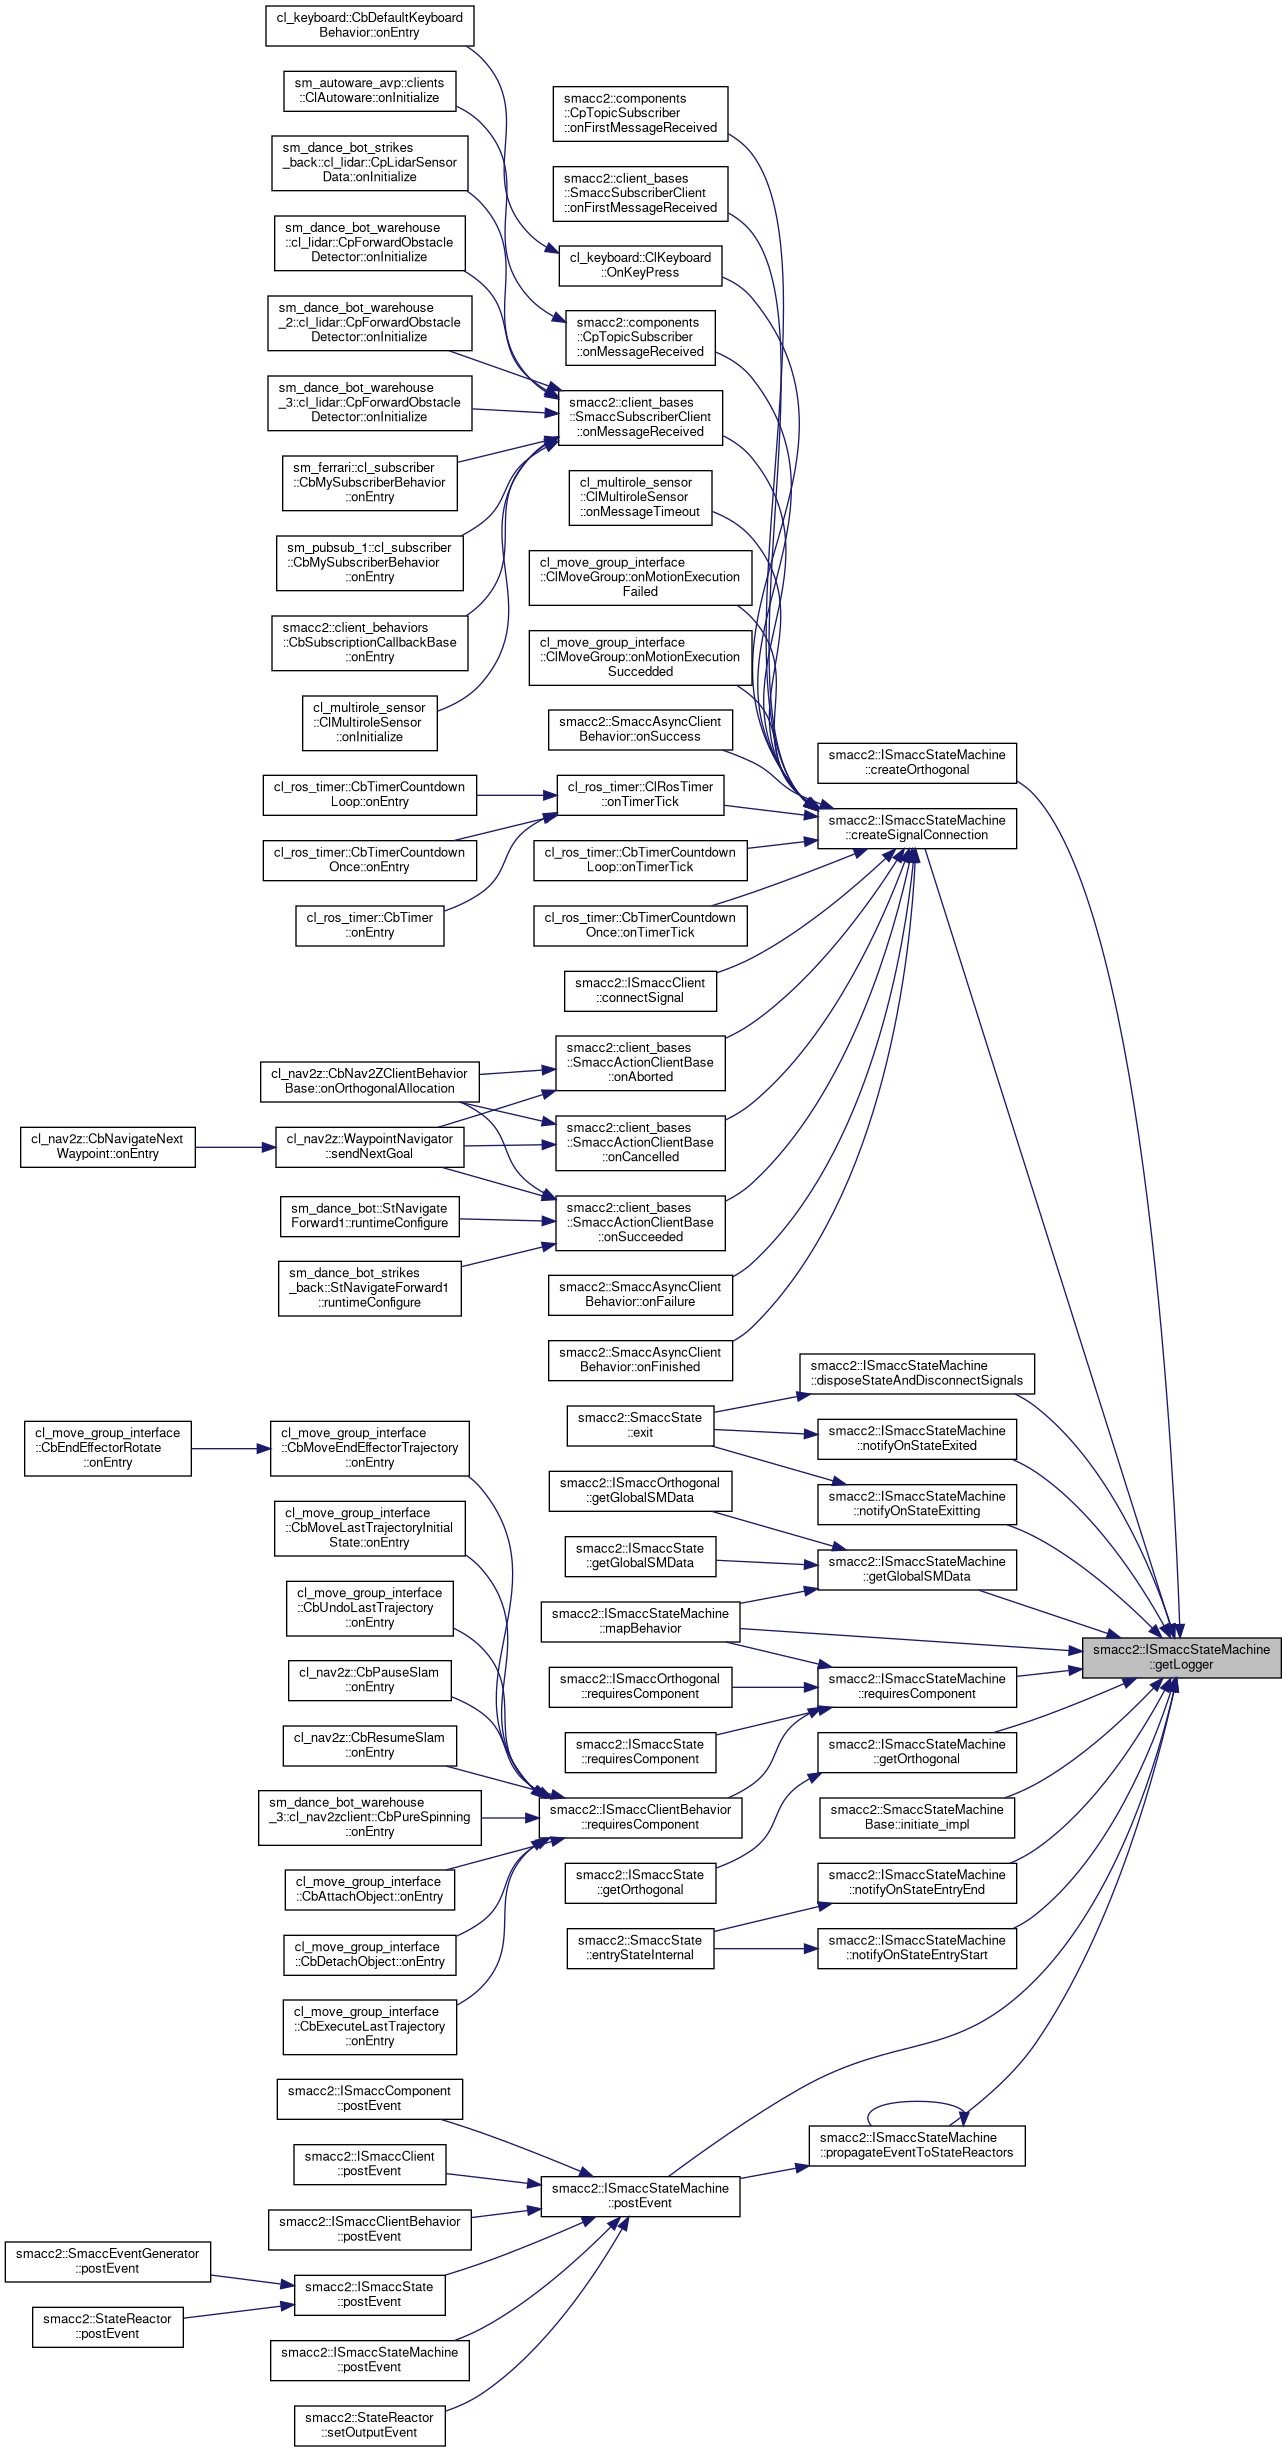 cl_keyboard::CbDefaultKeyboard
Behavior::onEntry
sm_autoware_avp::clients
::ClAutoware::onInitialize
sm_dance_bot_strikes
_back::cl_lidar::CpLidarSensor
Data::onInitialize
sm_dance_bot_warehouse
::cl_lidar::CpForwardObstacle
Detector::onInitialize
sm_dance_bot_warehouse
_2::cl_lidar::CpForwardObstacle
Detector::onInitialize
sm_dance_bot_warehouse
_3::cl_lidar::CpForwardObstacle
Detector::onInitialize
sm_ferrari::cl_subscriber
::CbMySubscriberBehavior
::onEntry
sm_pubsub_1::cl_subscriber
::CbMySubscriberBehavior
::onEntry
smacc2::client_behaviors
::CbSubscriptionCallbackBase
::onEntry
cl_multirole_sensor
::ClMultiroleSensor
::onInitialize
cl_ros_timer::CbTimerCountdown
Loop::onEntry
cl_ros_timer::CbTimerCountdown
Once::onEntry
cl_ros_timer::CbTimer
::onEntry
cl_nav2z::CbNav2ZClientBehavior
Base::onOrthogonalAllocation
cl_nav2z::CbNavigateNext
Waypoint::onEntry
cl_nav2z::WaypointNavigator
::sendNextGoal
sm_dance_bot::StNavigate
Forward1::runtimeConfigure
sm_dance_bot_strikes
_back::StNavigateForward1
::runtimeConfigure
cl_move_group_interface
::CbEndEffectorRotate
::onEntry
cl_move_group_interface
::CbMoveEndEffectorTrajectory
::onEntry
cl_move_group_interface
::CbMoveLastTrajectoryInitial
State::onEntry
cl_move_group_interface
::CbUndoLastTrajectory
::onEntry
cl_nav2z::CbPauseSlam
::onEntry
cl_nav2z::CbResumeSlam
::onEntry
sm_dance_bot_warehouse
_3::cl_nav2zclient::CbPureSpinning
::onEntry
cl_move_group_interface
::CbAttachObject::onEntry
cl_move_group_interface
::CbDetachObject::onEntry
cl_move_group_interface
::CbExecuteLastTrajectory
::onEntry
smacc2::ISmaccComponent
::postEvent
smacc2::ISmaccClient
::postEvent
smacc2::ISmaccClientBehavior
::postEvent
smacc2::SmaccEventGenerator
::postEvent
smacc2::StateReactor
::postEvent
smacc2::ISmaccState
::postEvent
smacc2::ISmaccStateMachine
::postEvent
smacc2::StateReactor
::setOutputEvent
smacc2::components
::CpTopicSubscriber
::onFirstMessageReceived
smacc2::client_bases
::SmaccSubscriberClient
::onFirstMessageReceived
cl_keyboard::ClKeyboard
::OnKeyPress
smacc2::components
::CpTopicSubscriber
::onMessageReceived
smacc2::client_bases
::SmaccSubscriberClient
::onMessageReceived
cl_multirole_sensor
::ClMultiroleSensor
::onMessageTimeout
cl_move_group_interface
::ClMoveGroup::onMotionExecution
Failed
cl_move_group_interface
::ClMoveGroup::onMotionExecution
Succedded
smacc2::SmaccAsyncClient
Behavior::onSuccess
cl_ros_timer::ClRosTimer
::onTimerTick
cl_ros_timer::CbTimerCountdown
Loop::onTimerTick
cl_ros_timer::CbTimerCountdown
Once::onTimerTick
smacc2::ISmaccClient
::connectSignal
smacc2::client_bases
::SmaccActionClientBase
::onAborted
smacc2::client_bases
::SmaccActionClientBase
::onCancelled
smacc2::client_bases
::SmaccActionClientBase
::onSucceeded
smacc2::SmaccAsyncClient
Behavior::onFailure
smacc2::SmaccAsyncClient
Behavior::onFinished
smacc2::SmaccState
::exit
smacc2::ISmaccOrthogonal
::getGlobalSMData
smacc2::ISmaccState
::getGlobalSMData
smacc2::ISmaccStateMachine
::mapBehavior
smacc2::ISmaccOrthogonal
::requiresComponent
smacc2::ISmaccState
::requiresComponent
smacc2::ISmaccClientBehavior
::requiresComponent
smacc2::ISmaccState
::getOrthogonal
smacc2::SmaccState
::entryStateInternal
smacc2::ISmaccStateMachine
::postEvent
smacc2::ISmaccStateMachine
::createOrthogonal
smacc2::ISmaccStateMachine
::createSignalConnection
smacc2::ISmaccStateMachine
::disposeStateAndDisconnectSignals
smacc2::ISmaccStateMachine
::notifyOnStateExited
smacc2::ISmaccStateMachine
::notifyOnStateExitting
smacc2::ISmaccStateMachine
::getGlobalSMData
smacc2::ISmaccStateMachine
::requiresComponent
smacc2::ISmaccStateMachine
::getOrthogonal
smacc2::SmaccStateMachine
Base::initiate_impl
smacc2::ISmaccStateMachine
::notifyOnStateEntryEnd
smacc2::ISmaccStateMachine
::notifyOnStateEntryStart
smacc2::ISmaccStateMachine
::propagateEventToStateReactors
smacc2::ISmaccStateMachine
::getLogger